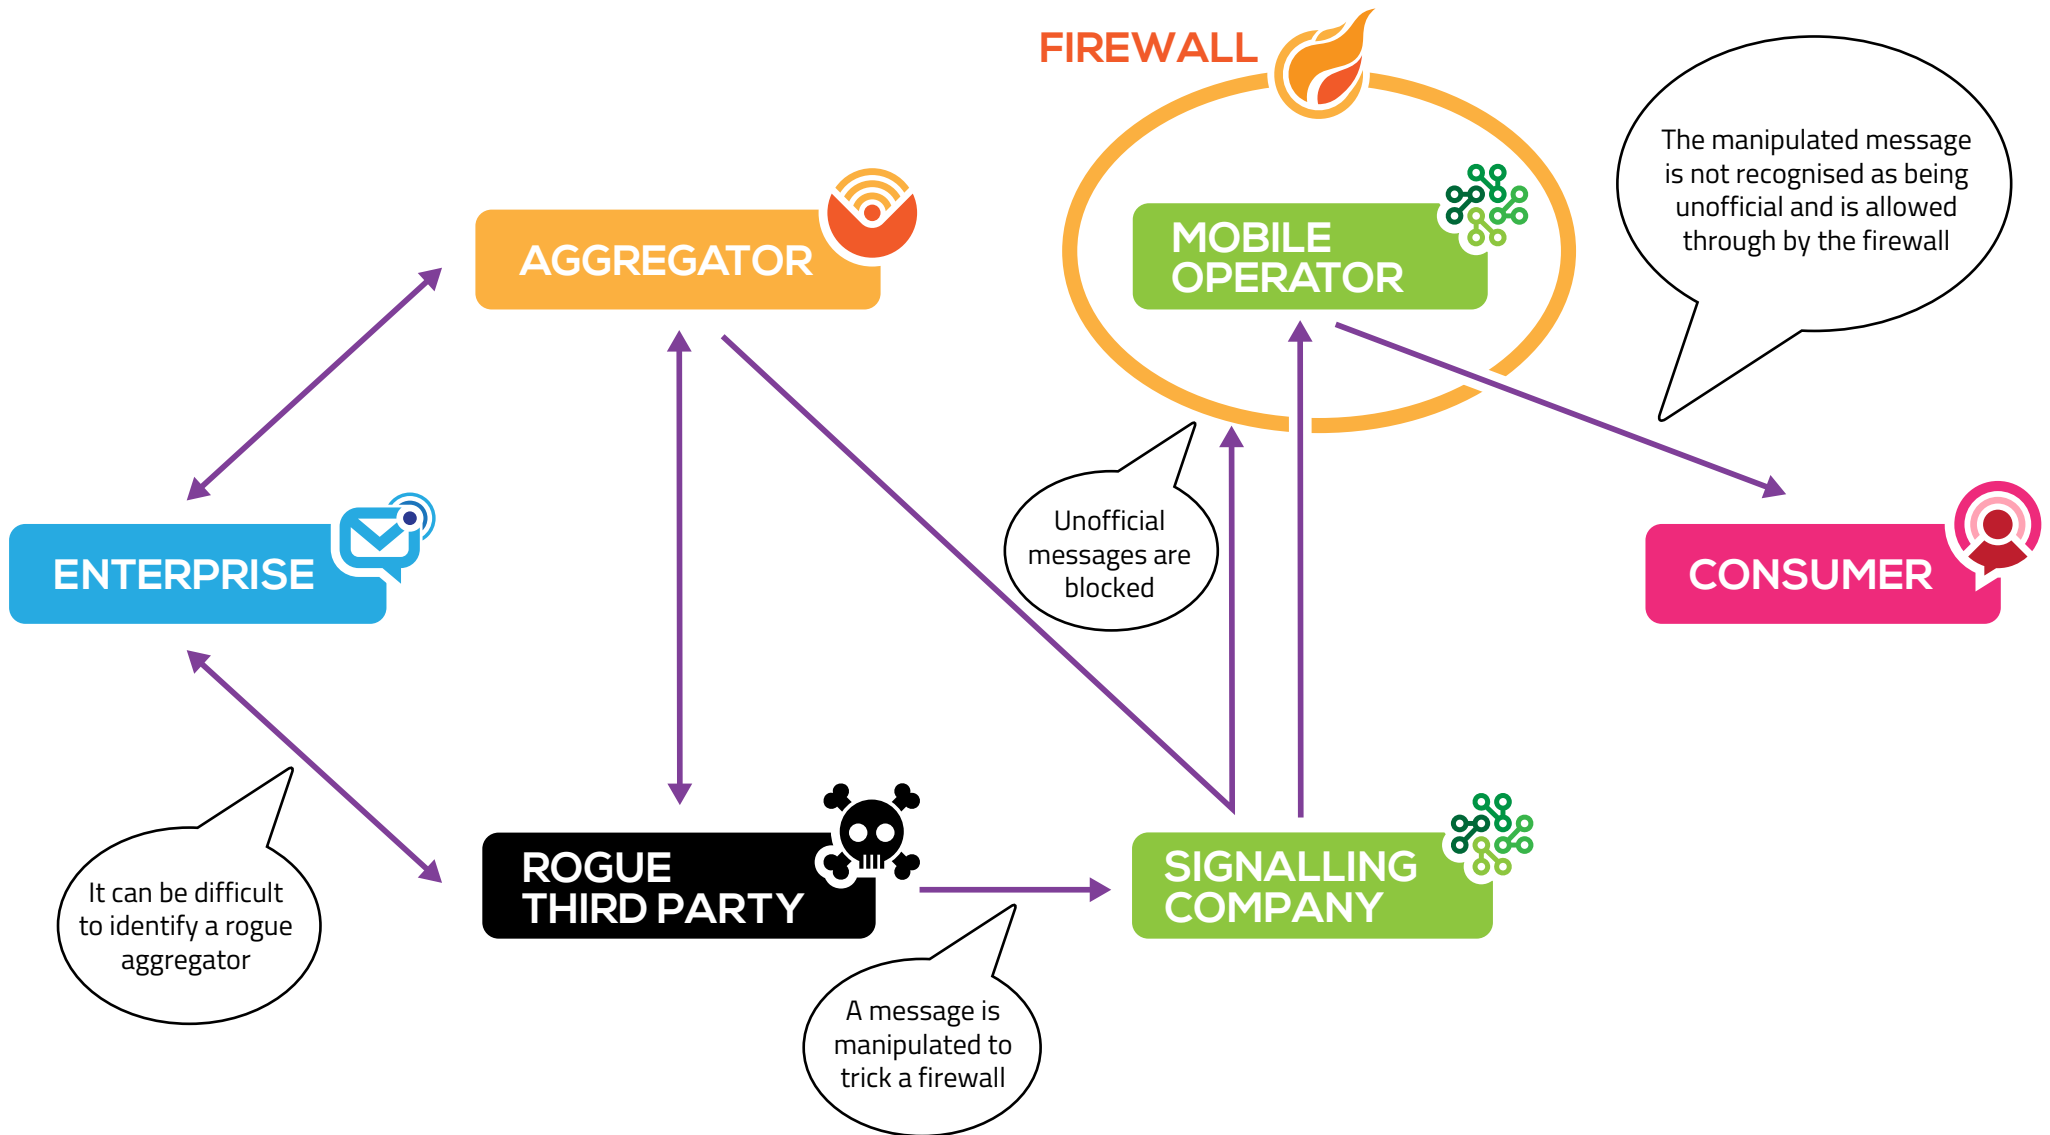 FIREWALL
The manipulated message
is not recognised as being
unofficial and is allowed
through by the firewall
AGGREGATOR
MOBILE
OPERATOR
Unofficial
messages are
blocked
ENTERPRISE
CONSUMER
It can be difficult
to identify a rogue
aggregator
ROGUE
THIRD PARTY
SIGNALLING
COMPANY
A message is
manipulated to
trick a firewall